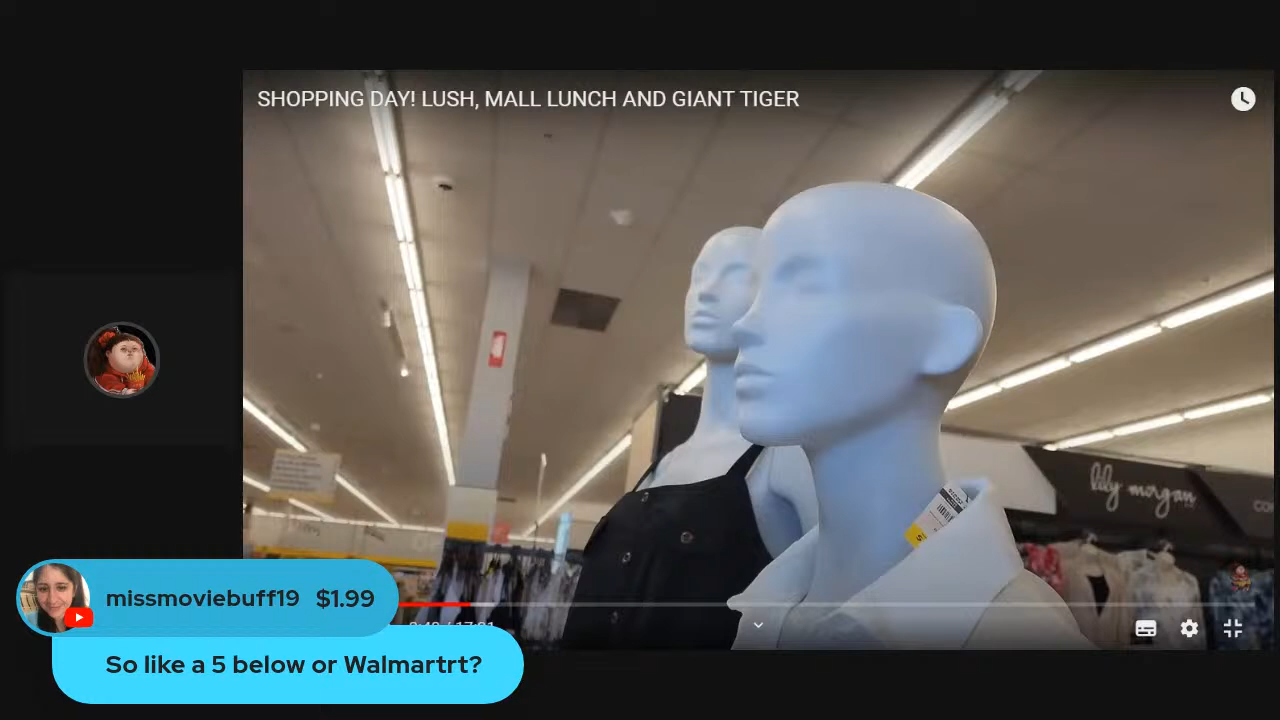 SHOPPING DAY! LUSH, MALL LUNCH AND GIANT TIGER
lily morgan
missmoviebuff19 $1.99
So like a 5 below or Walmartrt?